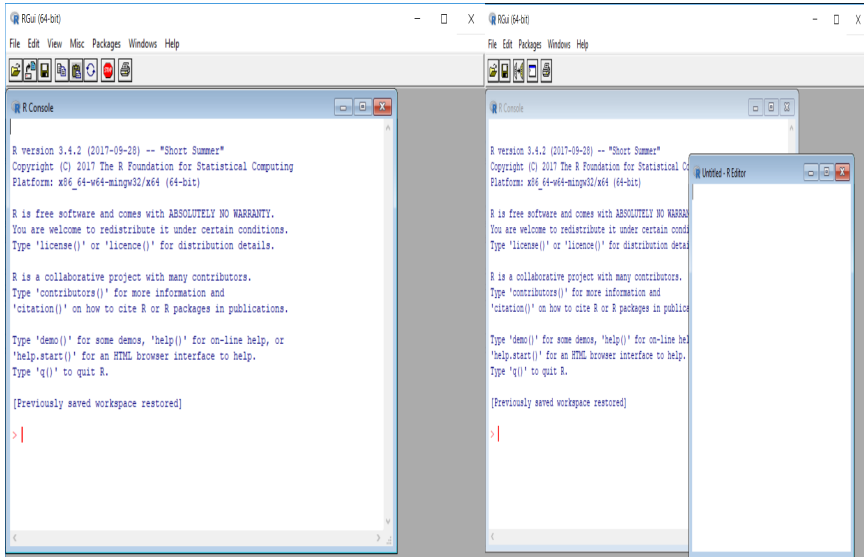 RGui (64-bit)
File Edit View Misc Packages Windows Help
STOP
R Console
R version 3.4.2 (2017-09-28) -- "Short Summer"
Copyright (C) 2017 The R Foundation for Statistical Computing
Platform: x86_64-w64-mingw32/x64 (64-bit)
R is free software and comes with ABSOLUTELY NO WARRANTY.
You are welcome to redistribute it under certain conditions.
Type 'license()' or 'licence()' for distribution details.
R is a collaborative project with many contributors.
Type 'contributors()' for more information and
'citation()' on how to cite R or R packages in publications.
Type 'demo()' for some demos, 'help()' for on-line help, or
'help.start()' for an HTML browser interface to help.
Type 'q()' to quit R.
[Previously saved workspace restored]
>
RGui (64-bit)
File Edit Packages Windows Help
R Console
R version 3.4.2 (2017-09-28) -- "Short Summer"
Copyright (C) 2017 The R Foundation for Statistical C
Platform: x86_64-w64-mingw32/x64 (64-bit)
R is free software and comes with ABSOLUTELY NO WARRAN
You are welcome to redistribute it under certain condi
Type 'license()' or 'licence()' for distribution detai
R is a collaborative project with many contributors.
Type 'contributors()' for more information and
'citation()' on how to cite R or R packages in publica
Type 'demo()' for some demos, 'help()' for on-line hel
'help.start()' for an HTML browser interface to help.
Type 'q()' to quit R.
[Previously saved workspace restored]
>
Untitled - R Editor